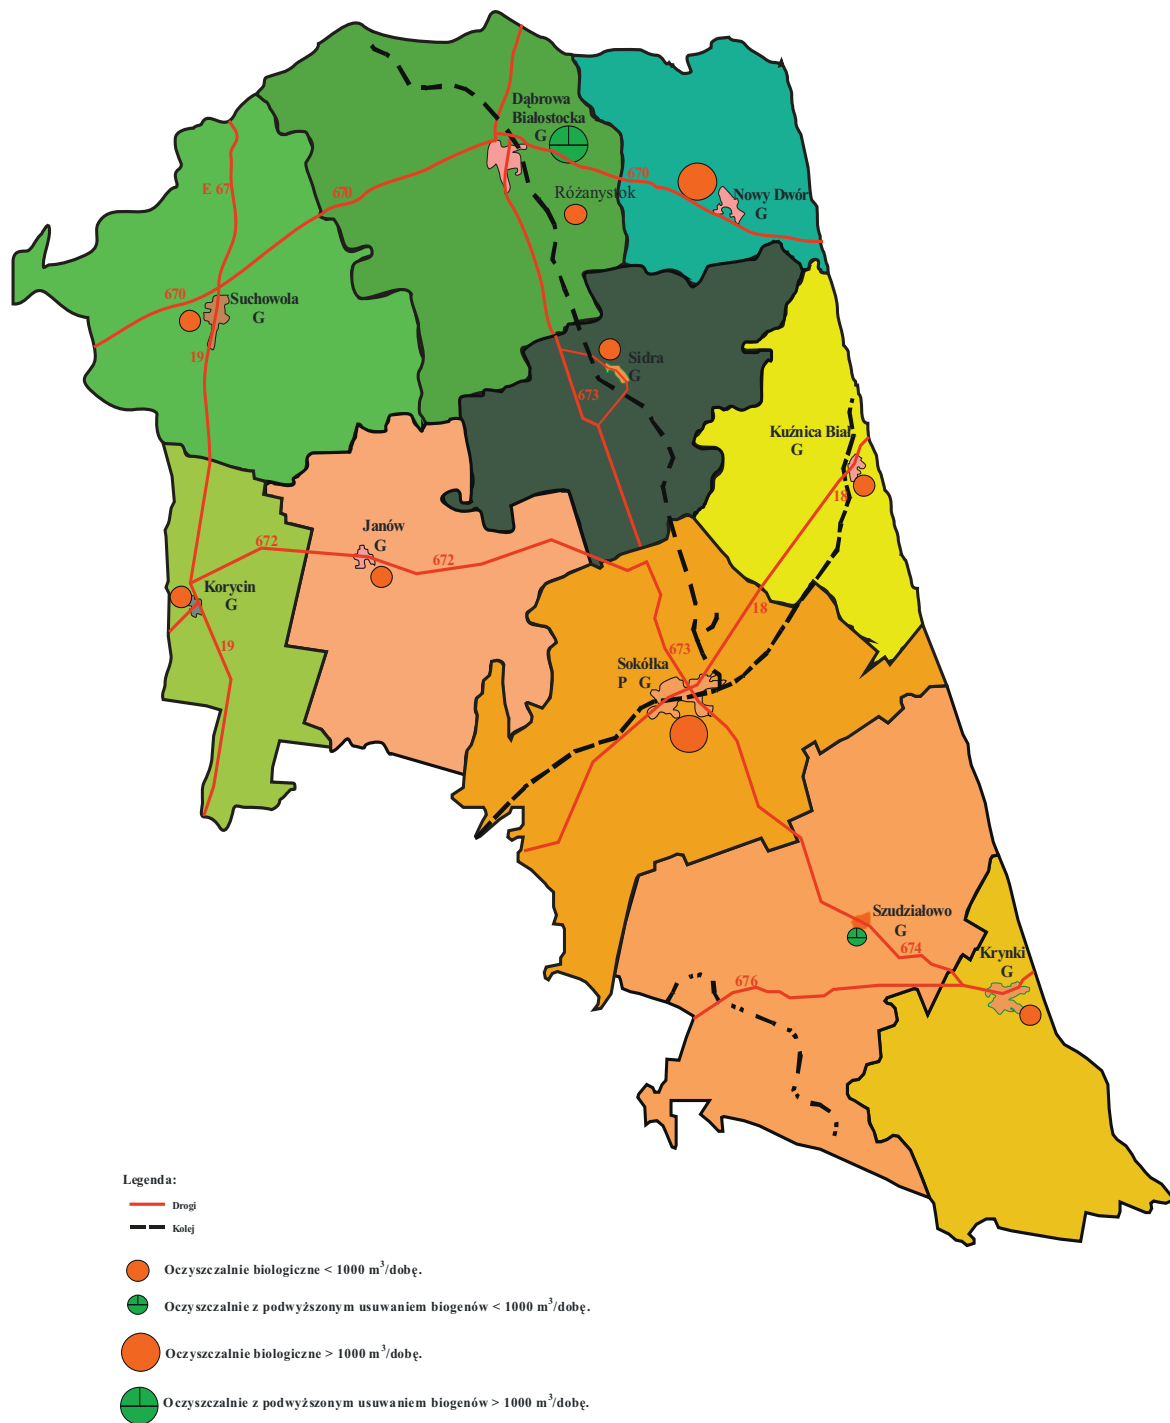 Dąbrowa
Białostocka
G
E 67
670
670
Różanystok
Nowy Dwór
G
670
Suchowola
G
19
Sidra
G
673
Kuźnica Biał.
G
18
Janów
G
672
672
Korycin
G
19
18
673
Sokółka
P G
Szudziałowo
G
674
Krynki
G
676
Legenda:
Drogi
Kolej
Oczyszczalnie biologiczne < 1000 m³/dobę.
Oczyszczalnie z podwyższonym usuwaniem biogenów < 1000 m³/dobę.
Oczyszczalnie biologiczne > 1000 m³/dobę.
Oczyszczalnie z podwyższonym usuwaniem biogenów > 1000 m³/dobę.